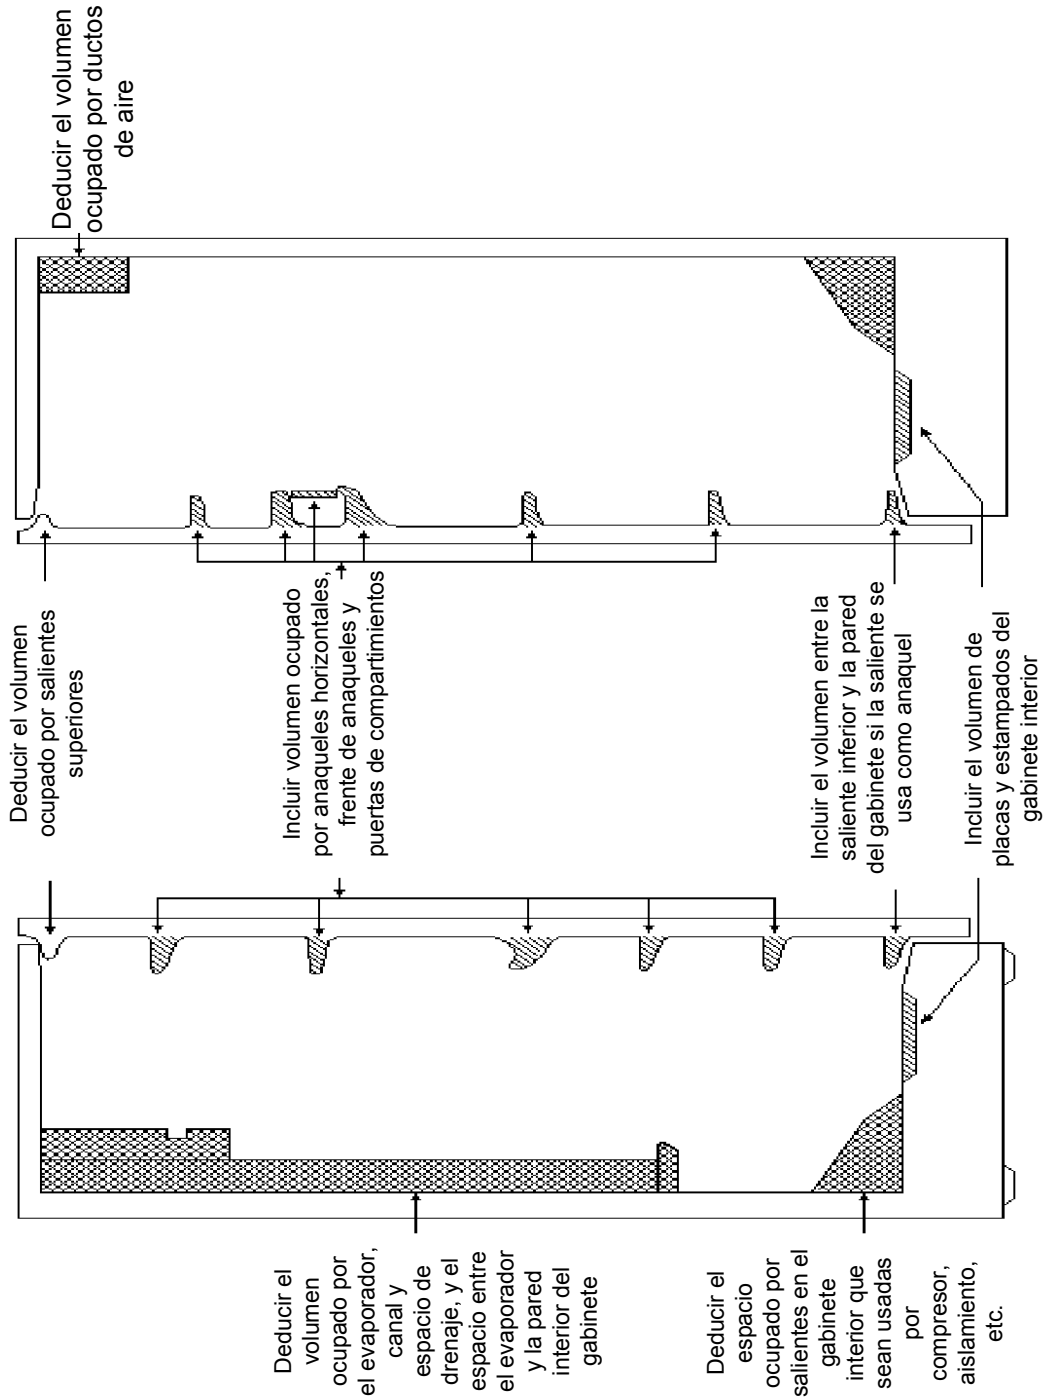 Deducir el
volumen
ocupado por
el evaporador,
canal y
espacio de
drenaje, y el
espacio entre
el evaporador
y la pared
interior del
gabinete
Deducir el
espacio
ocupado por
salientes en el
gabinete
interior que
sean usadas
por
compresor,
aislamiento,
etc.
Deducir el volumen
ocupado por salientes
superiores
Incluir volumen ocupado
por anaqueles horizontales,
frente de anaqueles y
puertas de compartimientos
Incluir el volumen entre la
saliente inferior y la pared
del gabinete si la saliente se
usa como anaquel
Incluir el volumen de
placas y estampados del
gabinete interior
Deducir el volumen
ocupado por ductos
de aire